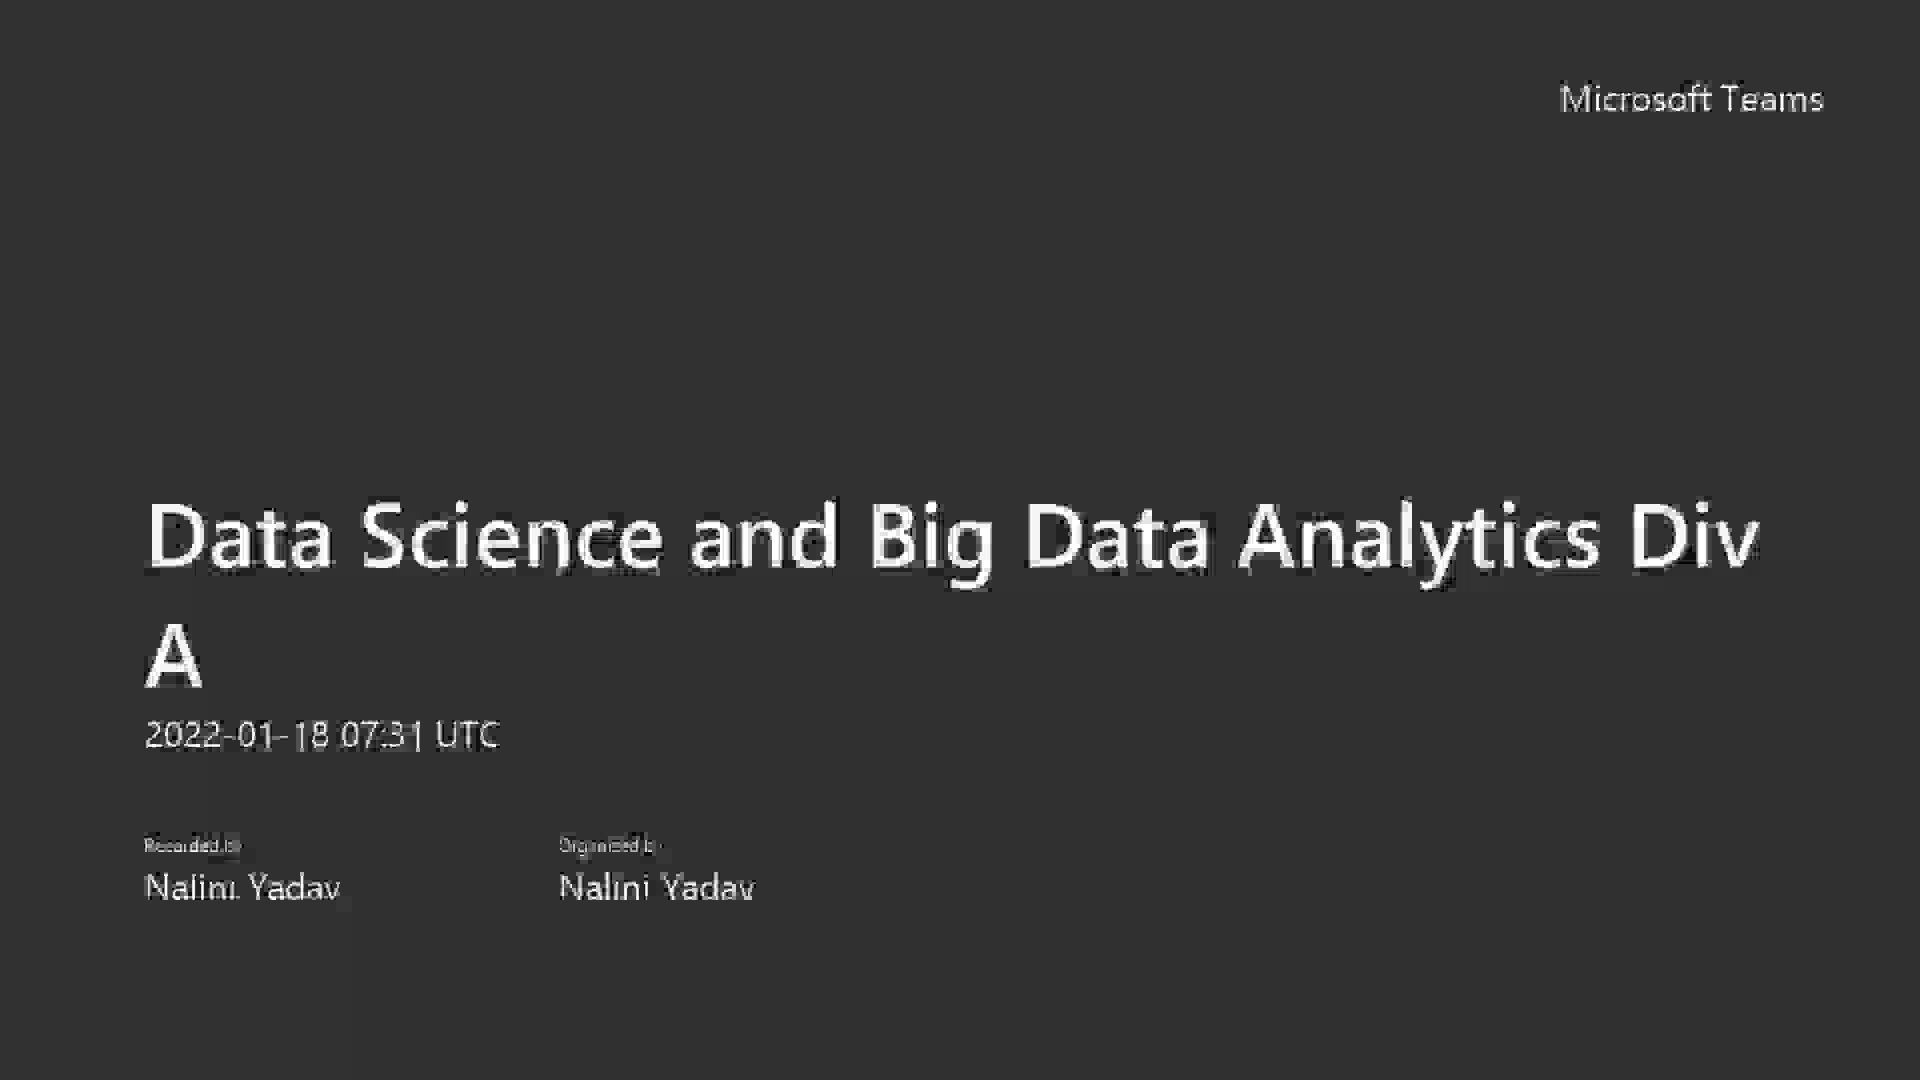 Microsoft Teams
Data Science and Big Data Analytics Div
A
2022-01-18 07:31 UTC
Recorded by
Organized by
Nalini Yadav
Nalini Yadav